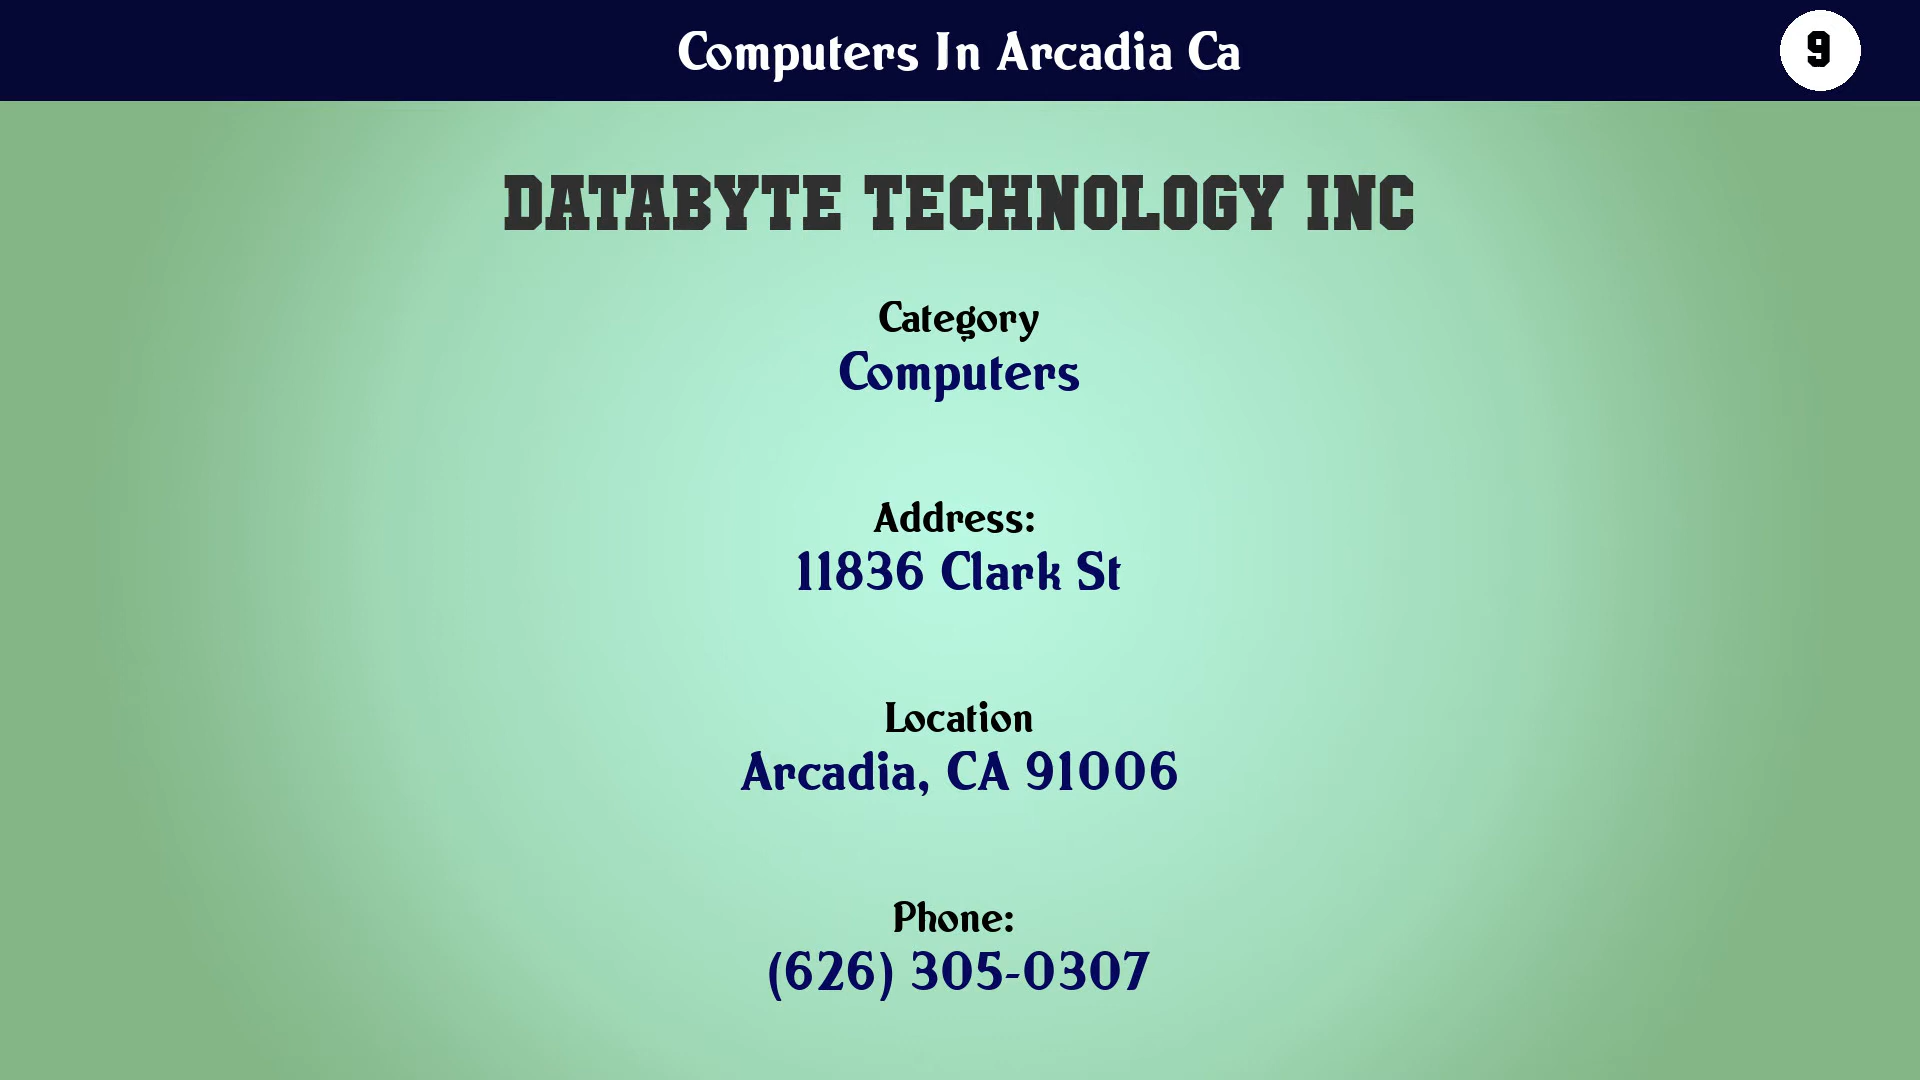 Computers In Arcadia Ca
9
DATABYTE TECHNOLOGY INC
Category
Computers
Address:
11836 Clark St
Location
Arcadia, CA 91006
Phone:
(626) 305-0307